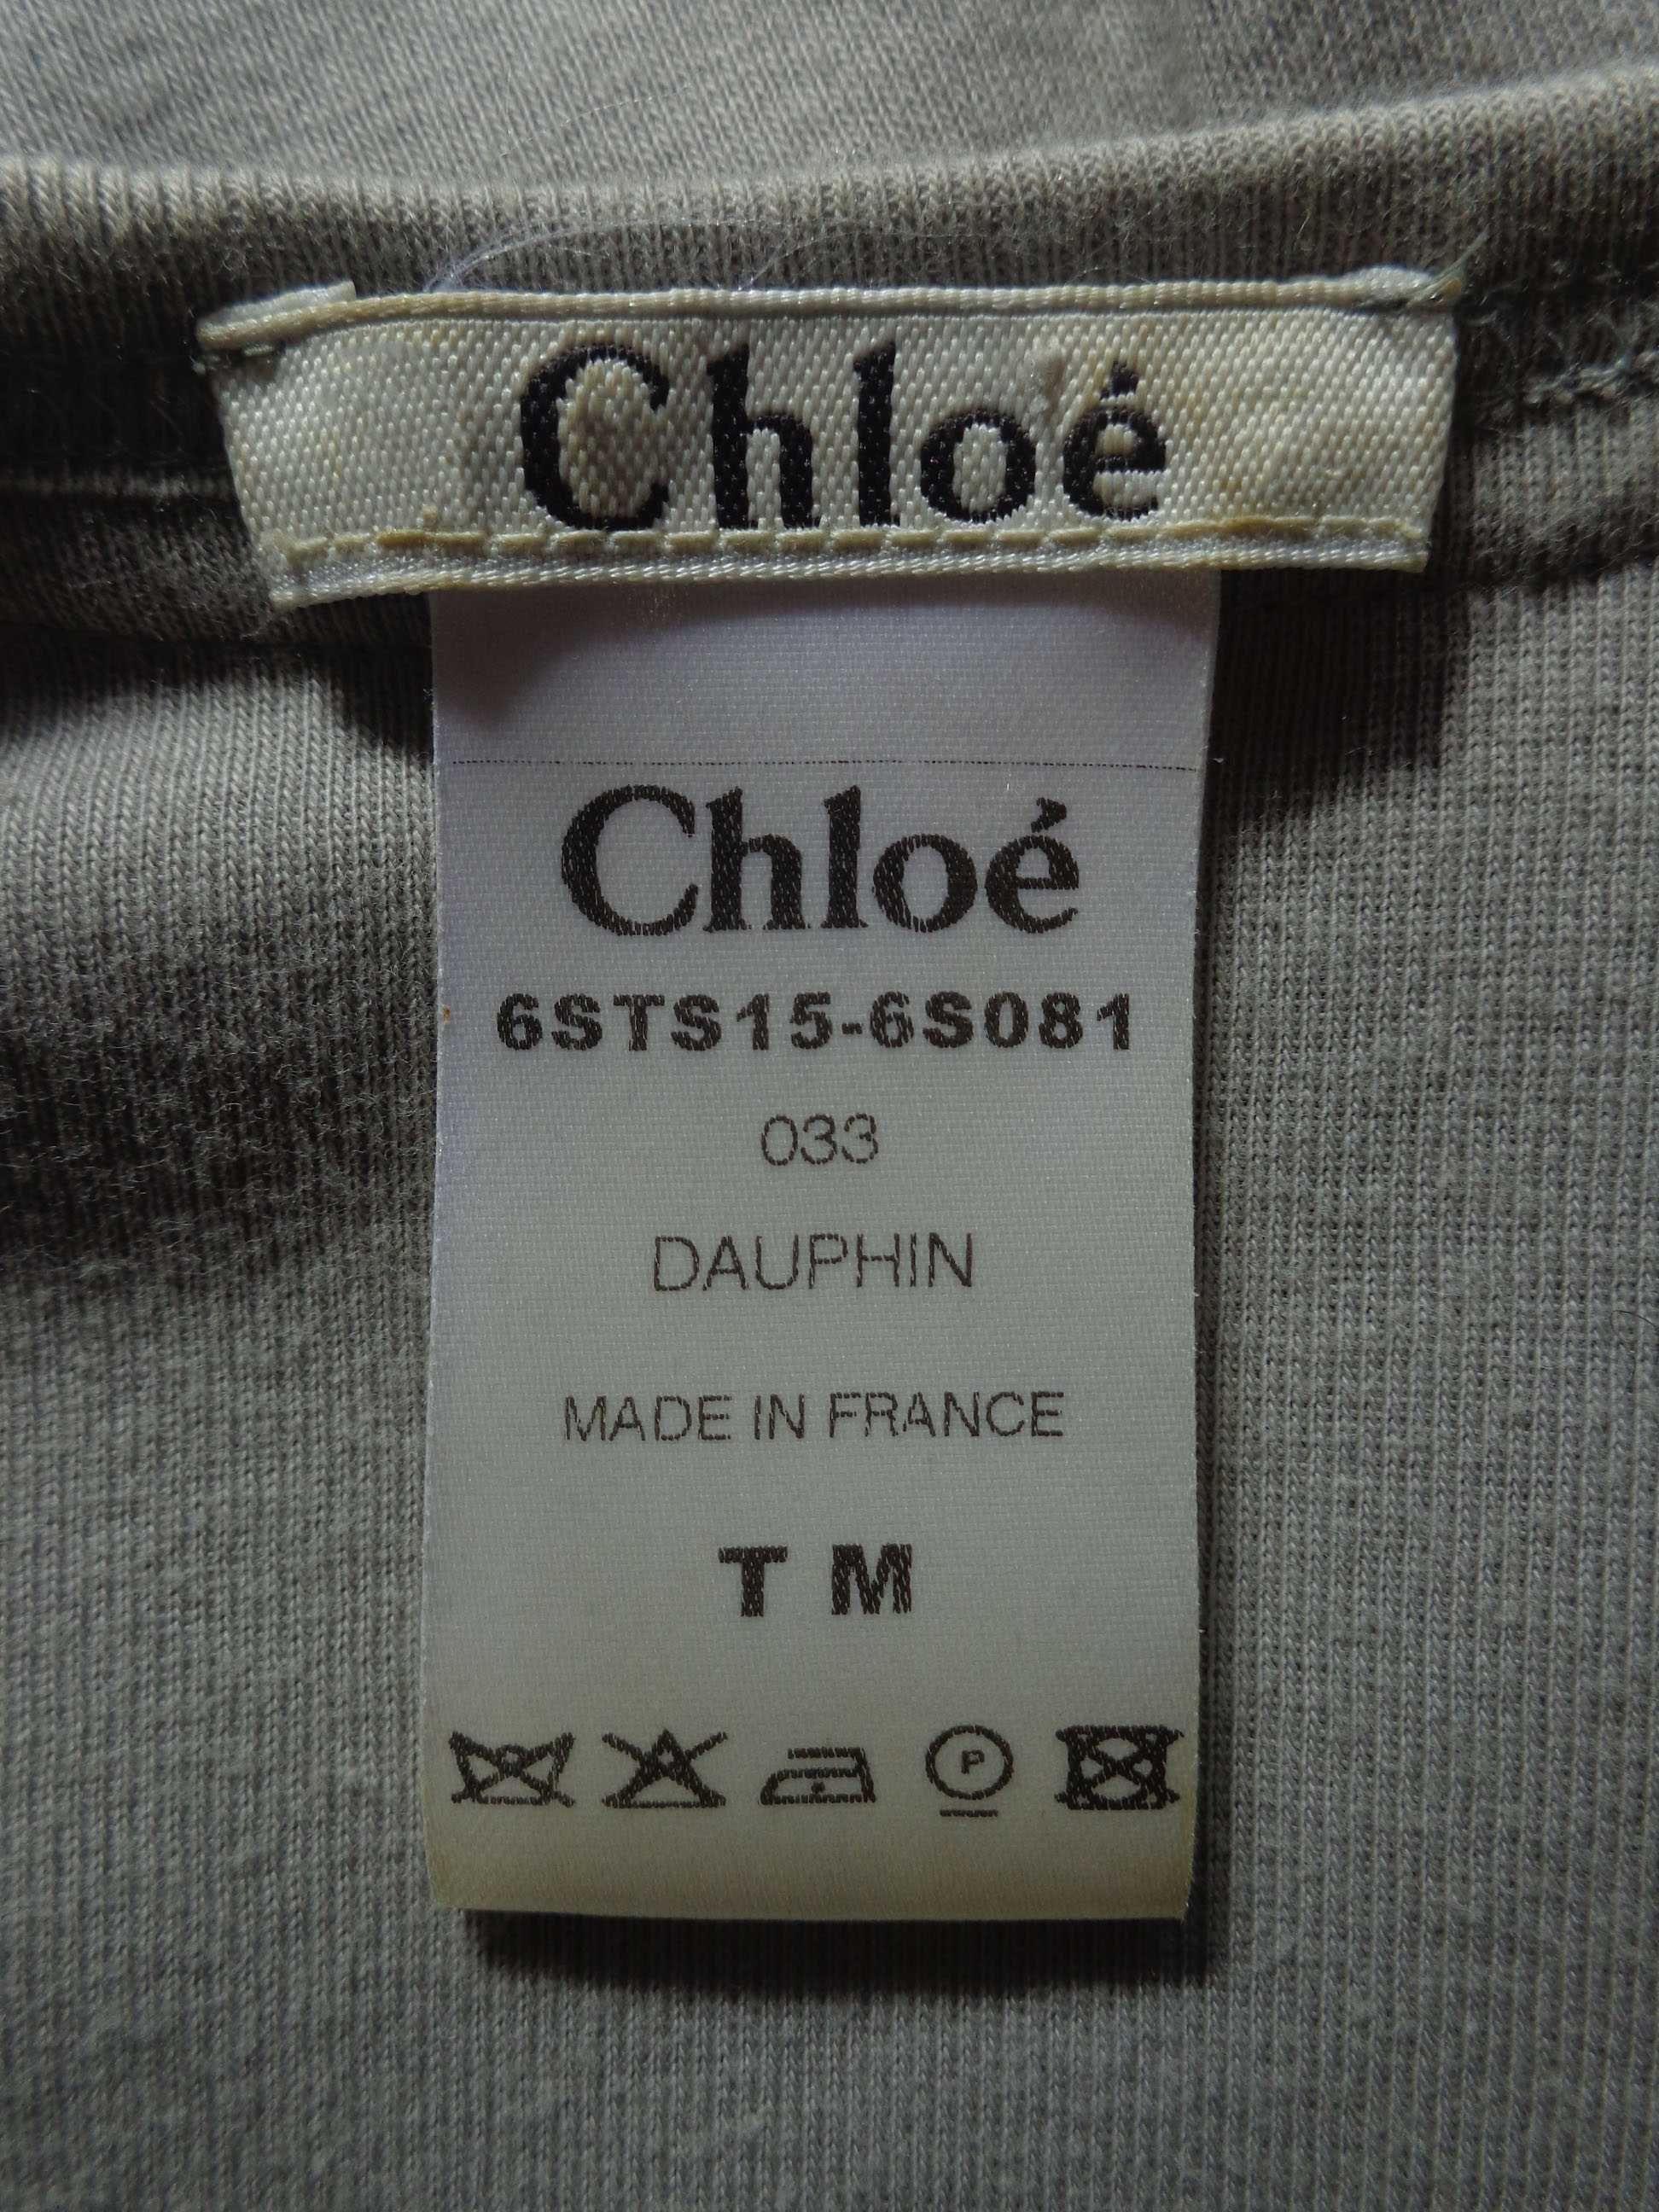 Chloé
Chloé
6STS15-6S081
033
DAUPHIN
MADE IN FRANCE
T M
P